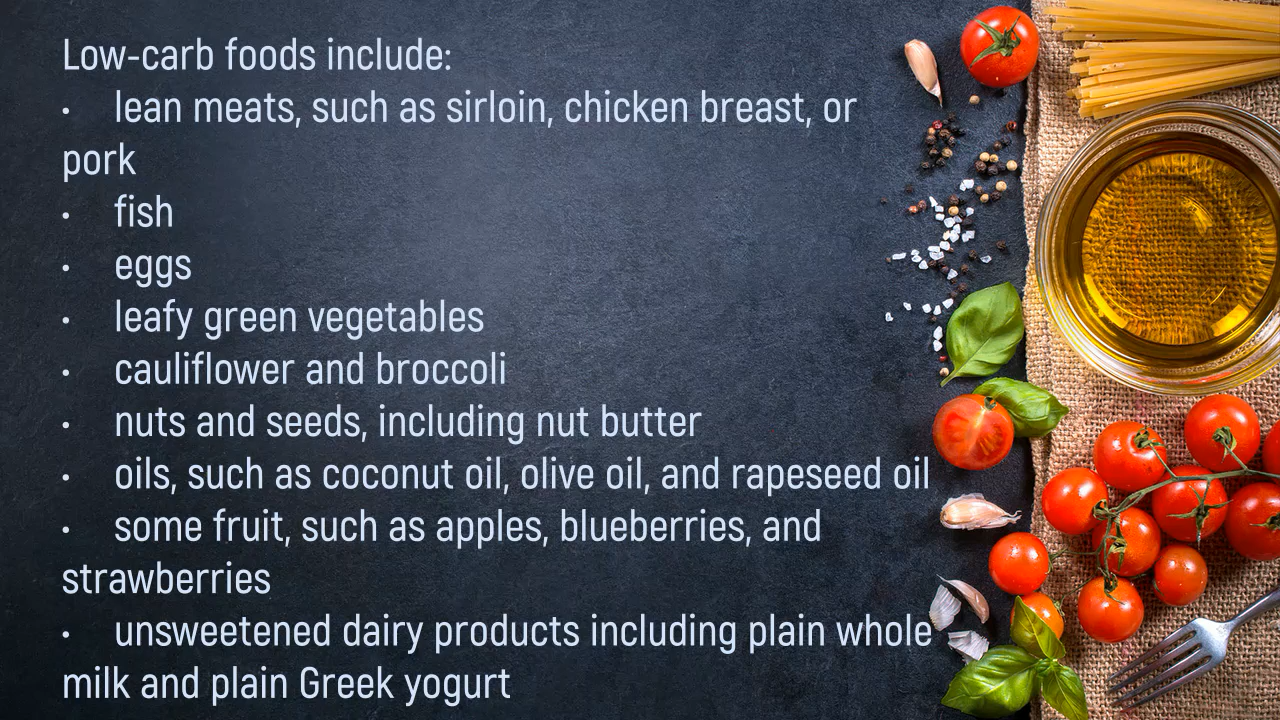 Low-carb foods include:
•	lean meats, such as sirloin, chicken breast, or
pork
•	fish
•	eggs
•	leafy green vegetables
•	cauliflower and broccoli
•	nuts and seeds, including nut butter
•	oils, such as coconut oil, olive oil, and rapeseed oil
•	some fruit, such as apples, blueberries, and
strawberries
•	unsweetened dairy products including plain whole
milk and plain Greek yogurt